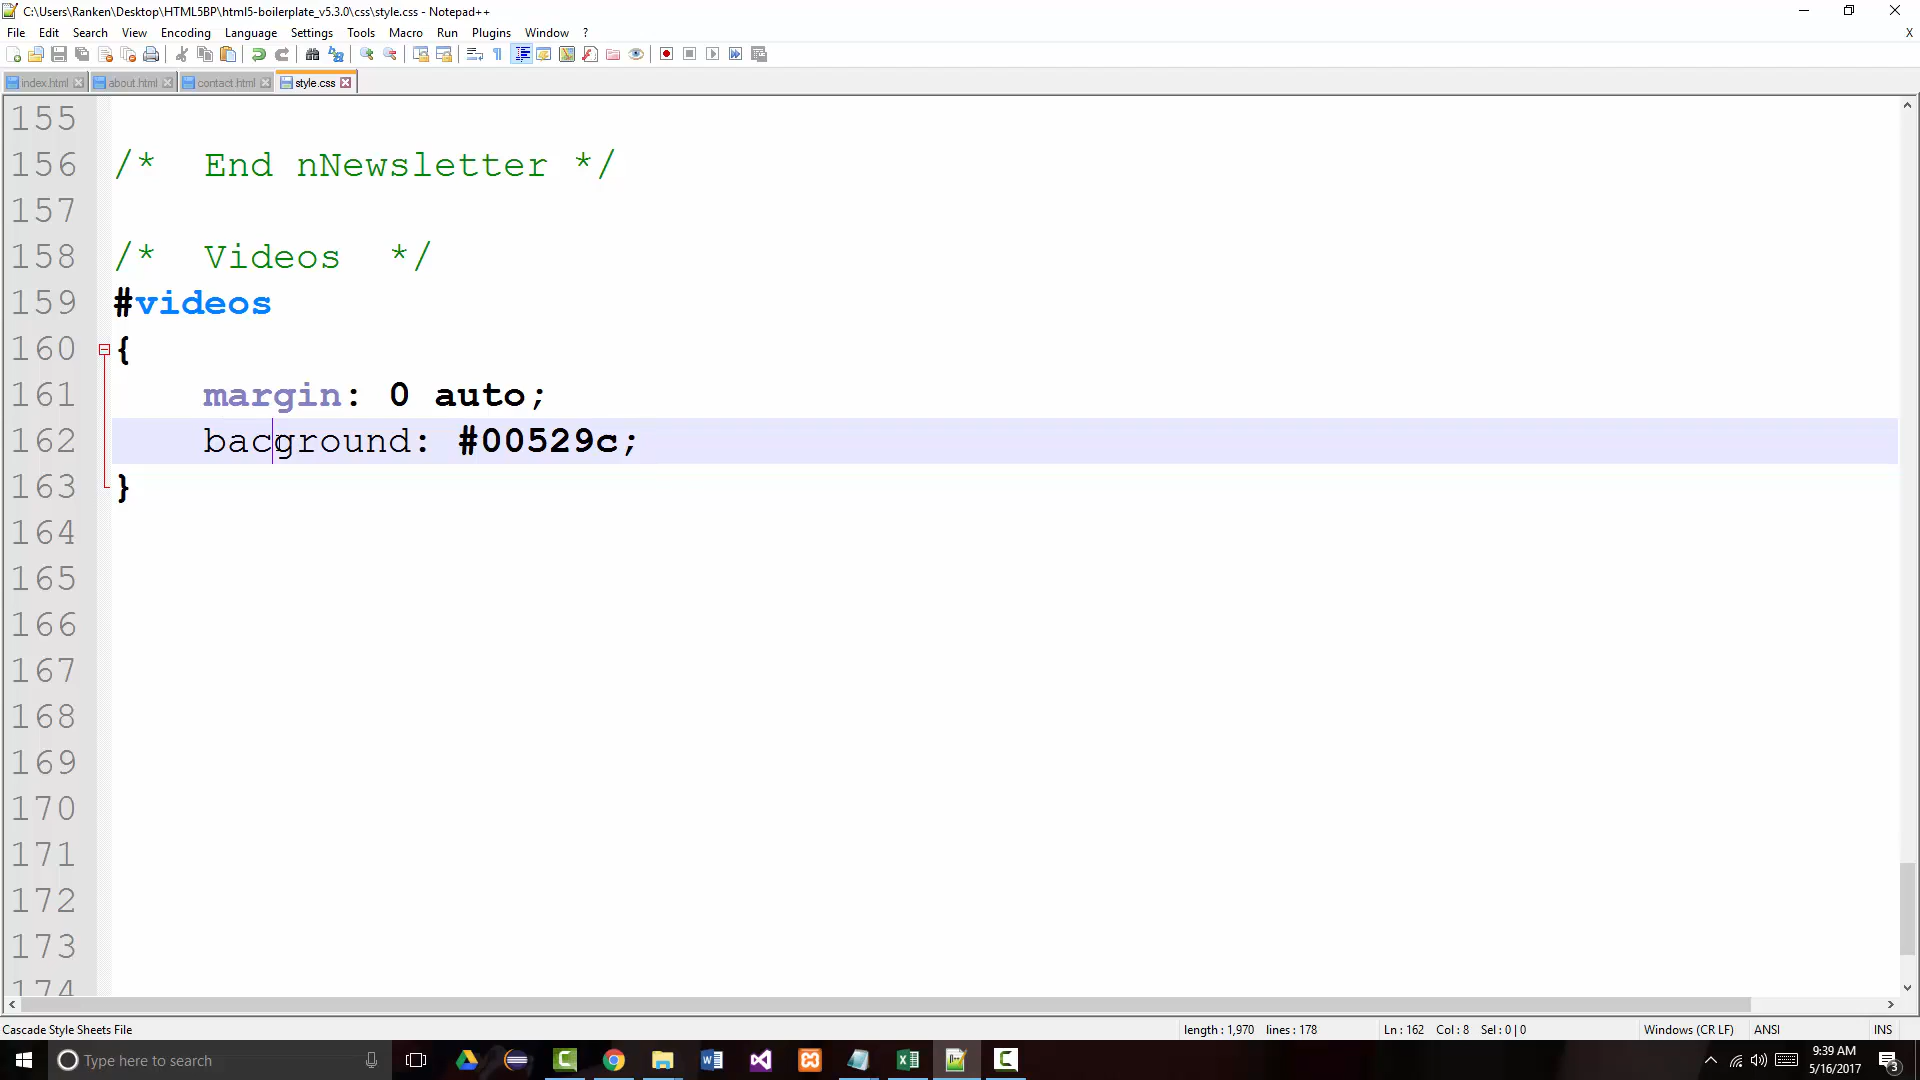 C:\Users\Ranken\Desktop\HTML5BP\html5-boilerplate_v5.3.0\css\style.css - Notepad++
File Edit Search View Encoding Language Settings Tools Macro Run Plugins Window ? X
index.html about.html contact.html style.css
155
156 /*  End nNewsletter */
157
158 /*  Videos  */
159 #videos
160 {
161 margin: 0 auto;
162 bacground: #00529c;
163 }
164
165
166
167
168
169
170
171
172
173
174
Cascade Style Sheets File length : 1,970 lines : 178 Ln : 162 Col : 8 Sel : 0 | 0 Windows (CR LF) ANSI INS
Type here to search 9:39 AM
5/16/2017 3